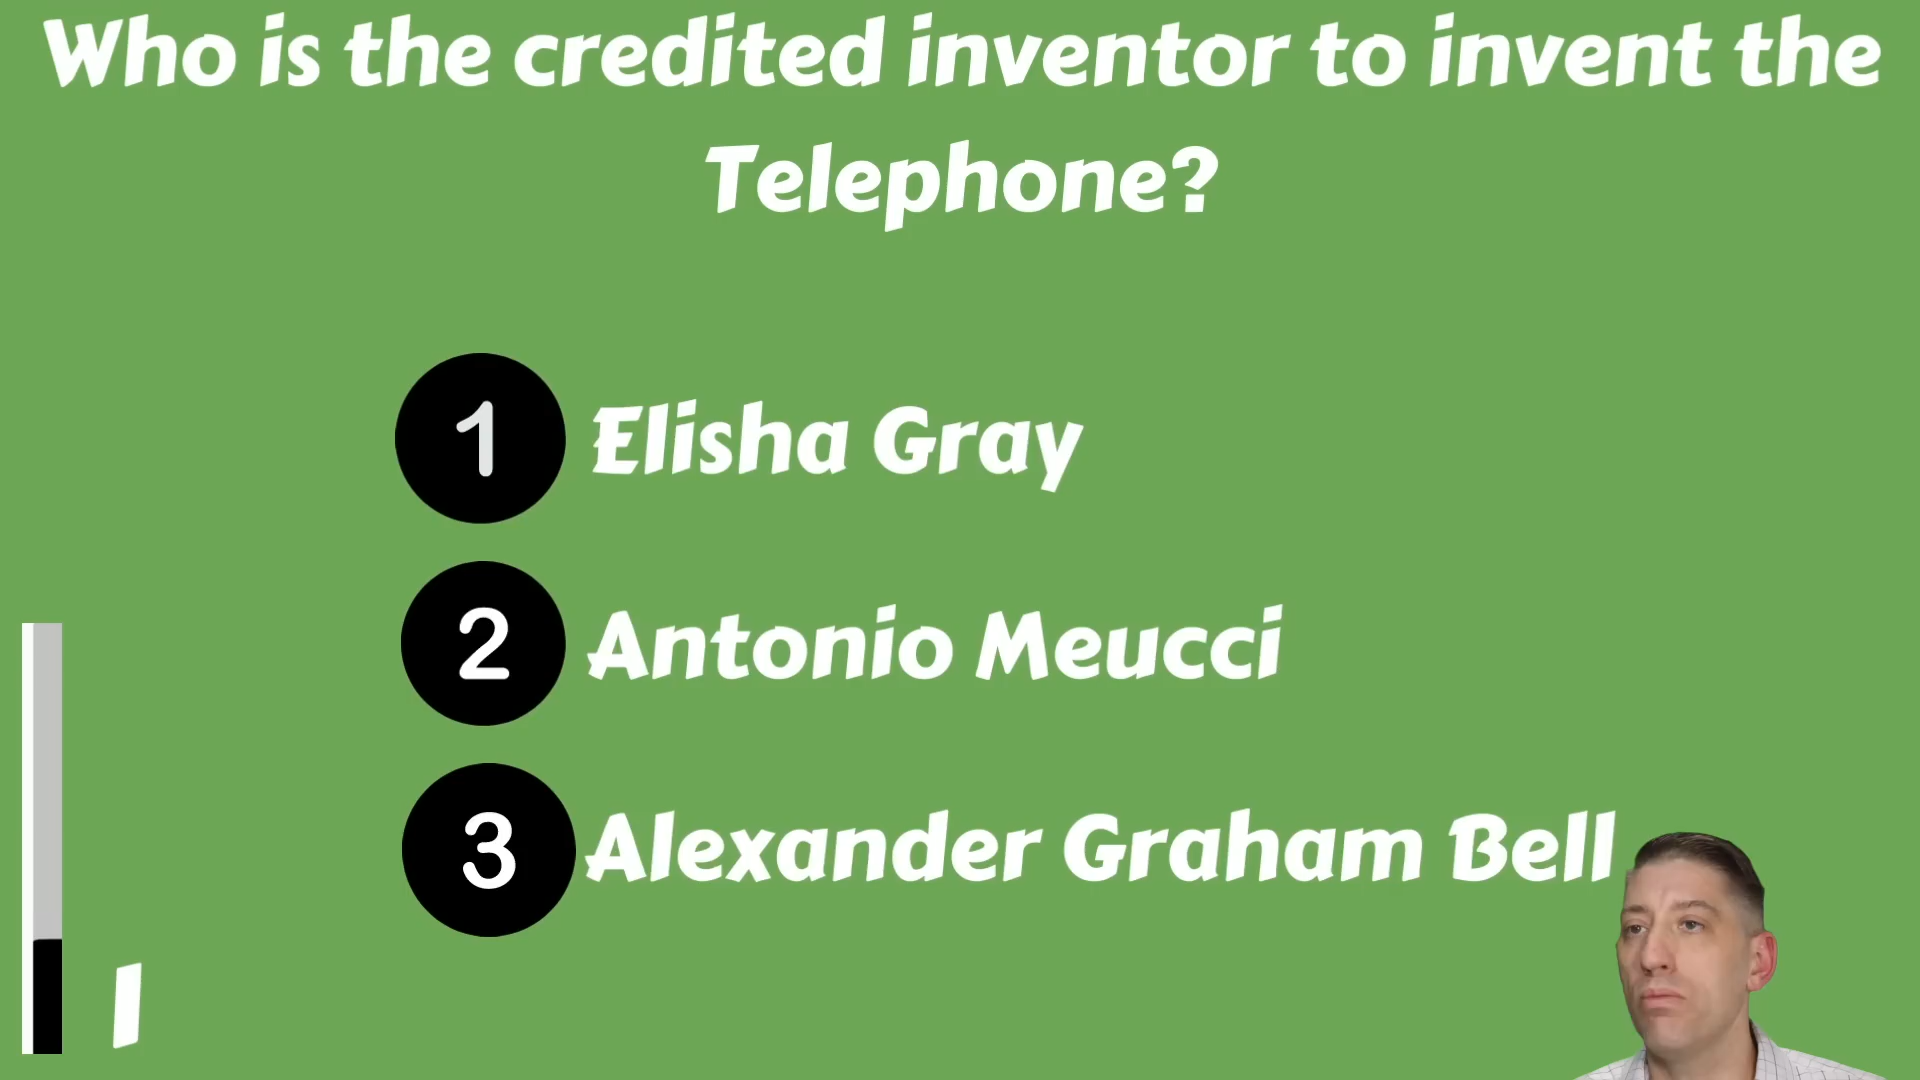 Who is the credited inventor to invent the
Telephone?
1 Elisha Gray
2 Antonio Meucci
3 Alexander Graham Bell
1